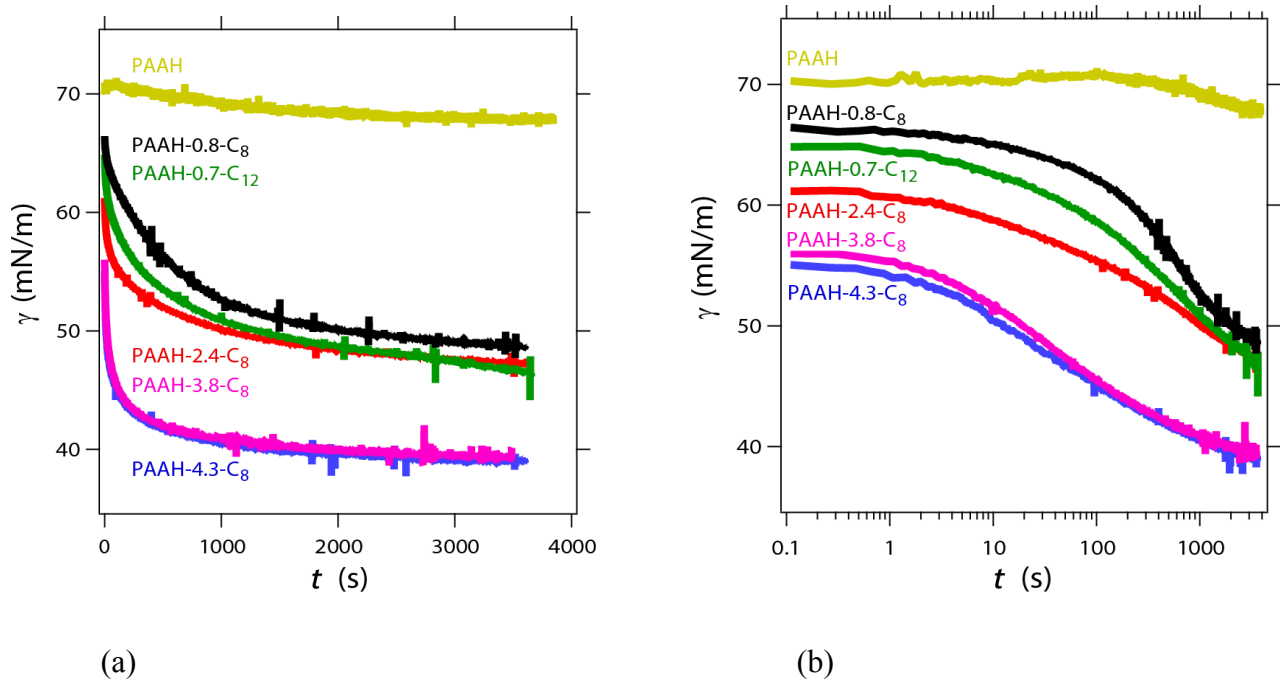 PAAH
PAAH-0.8-C8
PAAH-0.7-C12
PAAH-2.4-C8
PAAH-3.8-C8
PAAH-4.3-C8
70
60
50
40
γ (mN/m)
0 1000 2000 3000 4000
t (s)
(a)
PAAH
PAAH-0.8-C8
PAAH-0.7-C12
PAAH-2.4-C8
PAAH-3.8-C8
PAAH-4.3-C8
70
60
50
40
γ (mN/m)
0.1 1 10 100 1000
t (s)
(b)